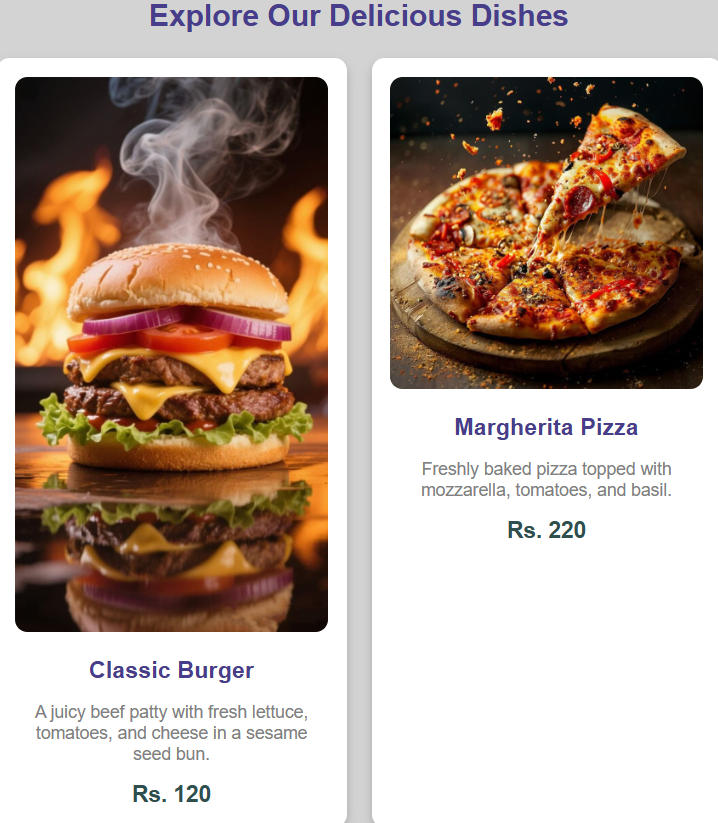 Explore Our Delicious Dishes
Classic Burger
A juicy beef patty with fresh lettuce,
tomatoes, and cheese in a sesame
seed bun.
Rs. 120
Margherita Pizza
Freshly baked pizza topped with
mozzarella, tomatoes, and basil.
Rs. 220